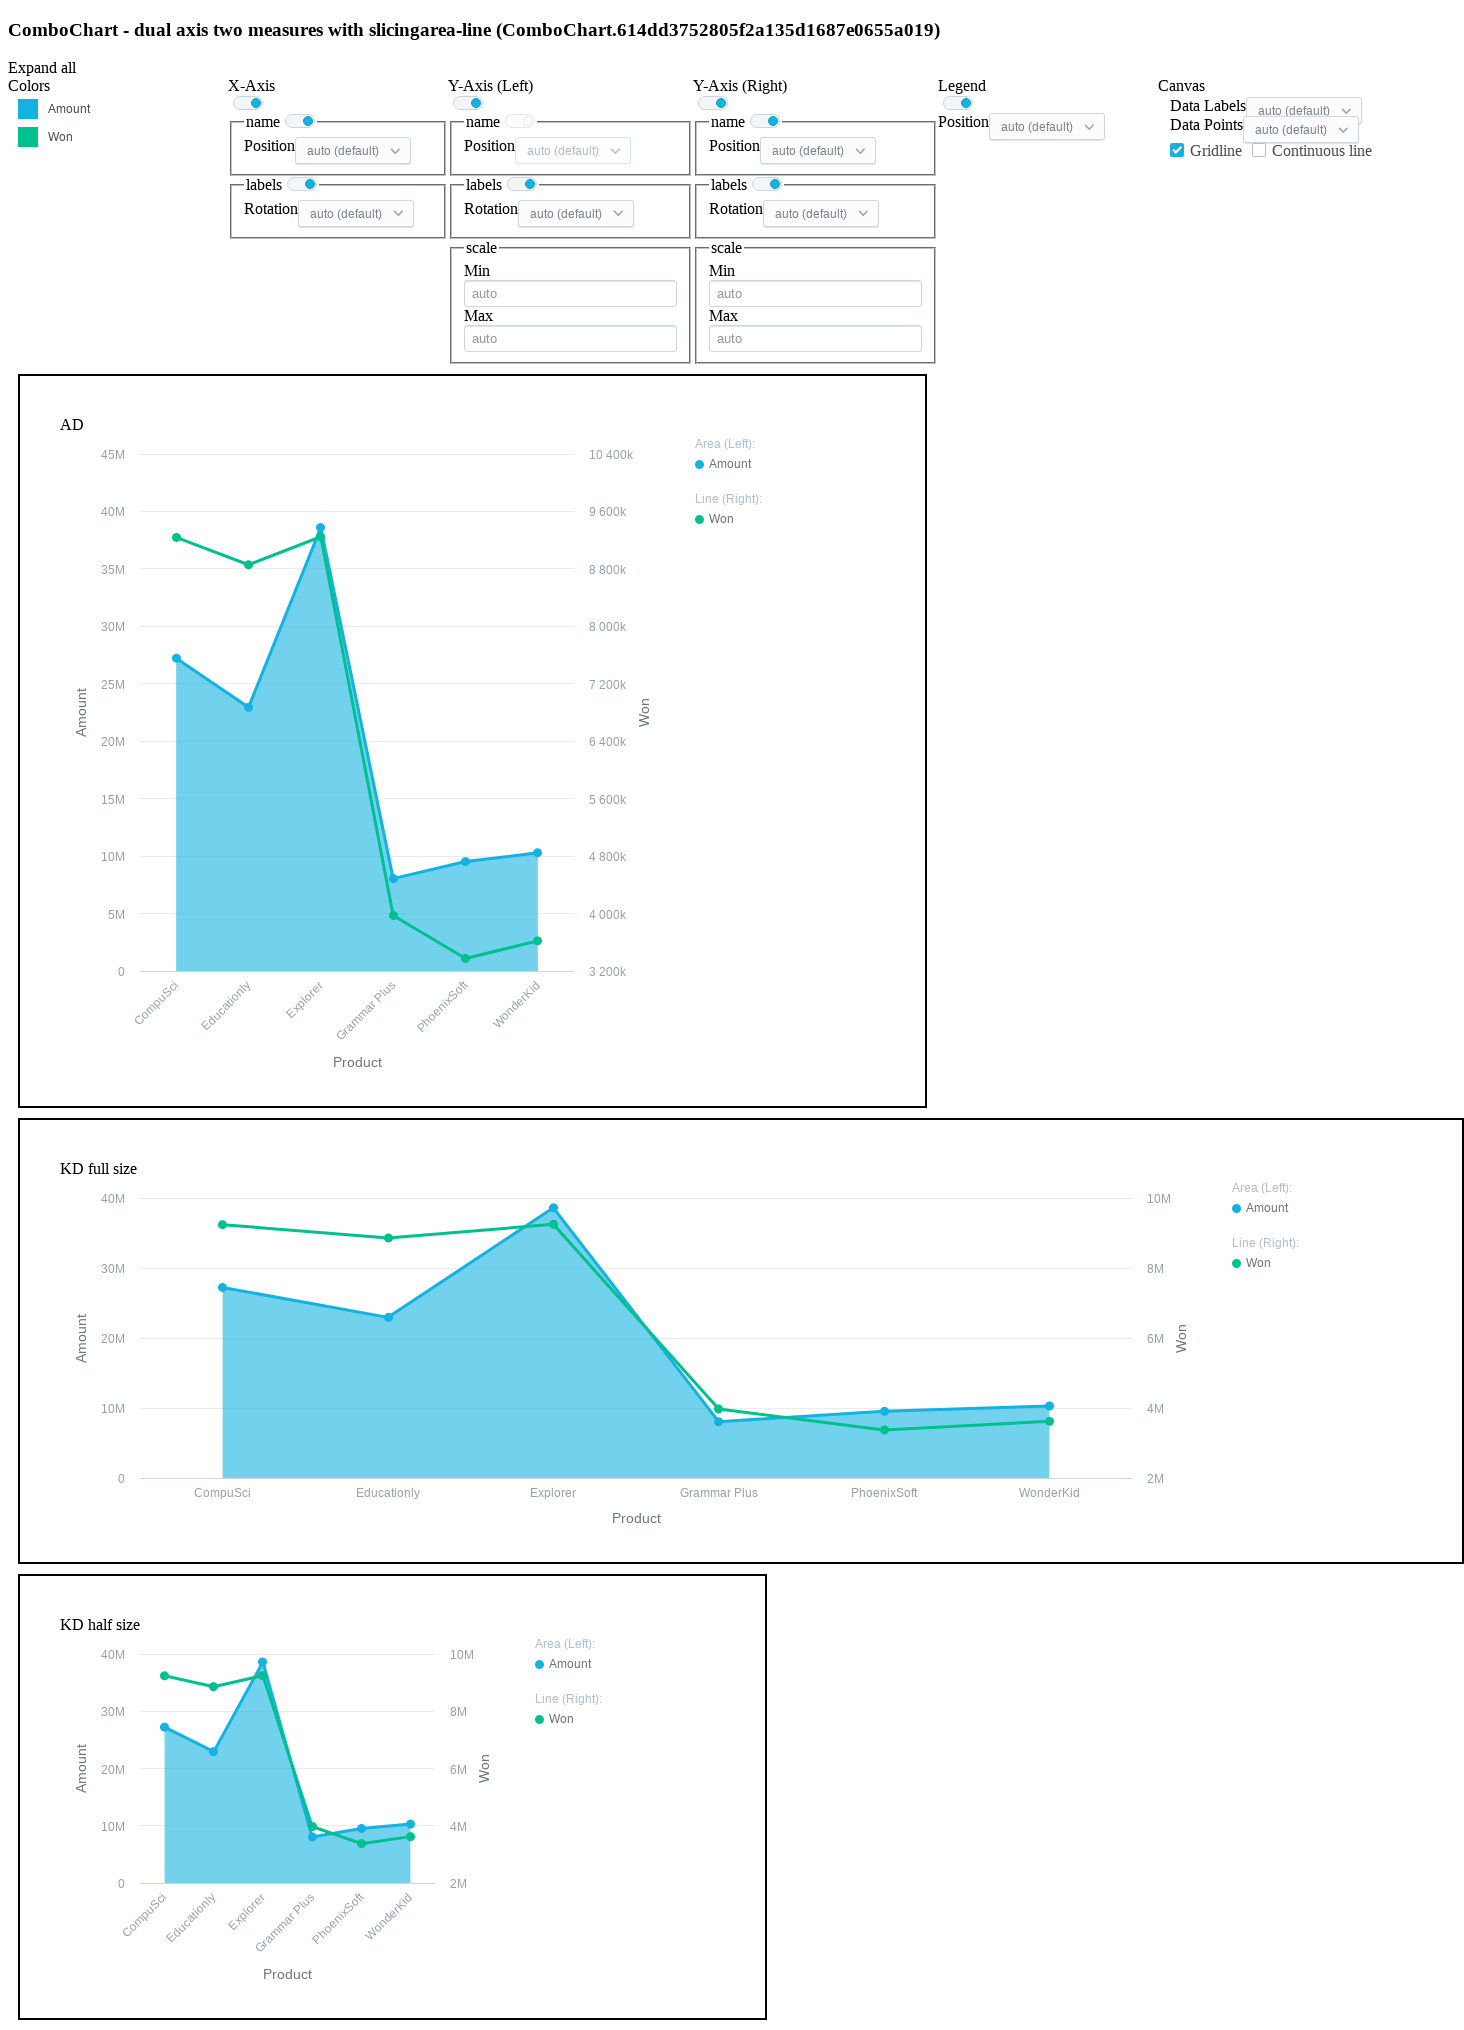 ComboChart - dual axis two measures with slicingarea-line (ComboChart.614dd3752805f2a135d1687e0655a019)
Expand all
Colors
Amount
Won
X-Axis
name
Position auto (default)
labels
Rotation auto (default)
Y-Axis (Left)
name
Position auto (default)
labels
Rotation auto (default)
scale
Min
auto
Max
auto
Y-Axis (Right)
name
Position auto (default)
labels
Rotation auto (default)
scale
Min
auto
Max
auto
Legend
Position auto (default)
Canvas
Data Labels auto (default)
Data Points auto (default)
Gridline Continuous line
AD
45M
40M
35M
30M
25M
20M
15M
10M
5M
0
Amount
10 400k
9 600k
8 800k
8 000k
7 200k
6 400k
5 600k
4 800k
4 000k
3 200k
Won
CompuSci
Educationly
Explorer
Grammar Plus
PhoenixSoft
WonderKid
Product
Area (Left):
Amount
Line (Right):
Won
KD full size
40M
30M
20M
10M
0
Amount
10M
8M
6M
4M
2M
Won
CompuSci
Educationly
Explorer
Grammar Plus
PhoenixSoft
WonderKid
Product
Area (Left):
Amount
Line (Right):
Won
KD half size
40M
30M
20M
10M
0
Amount
10M
8M
6M
4M
2M
Won
CompuSci
Educationly
Explorer
Grammar Plus
PhoenixSoft
WonderKid
Product
Area (Left):
Amount
Line (Right):
Won